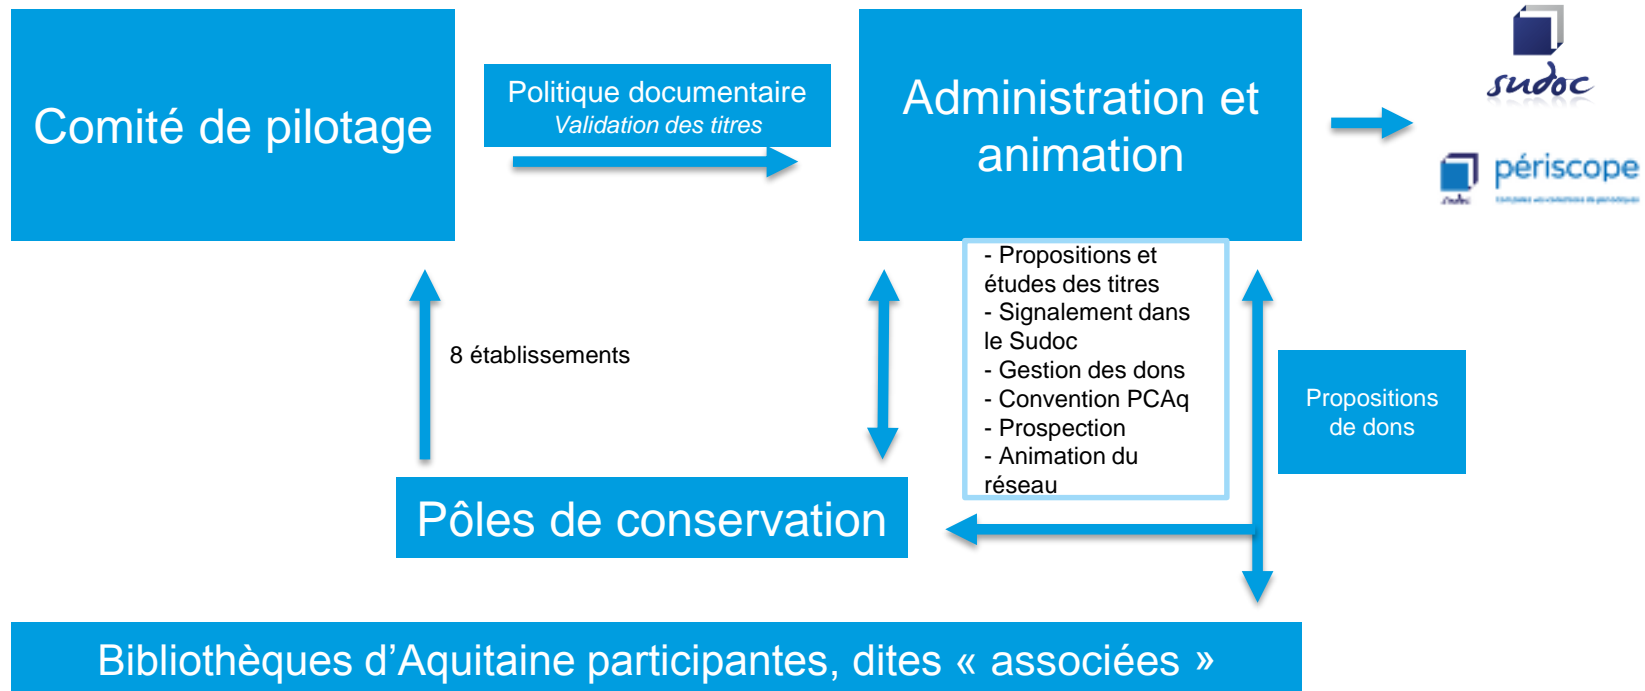 Comité de pilotage
Politique documentaire
Validation des titres
Administration et
animation
sudoc
périscope
sudoc
- Propositions et
études des titres
- Signalement dans
le Sudoc
- Gestion des dons
- Convention PCAq
- Prospection
- Animation du
réseau
8 établissements
Propositions
de dons
Pôles de conservation
Bibliothèques d’Aquitaine participantes, dites « associées »